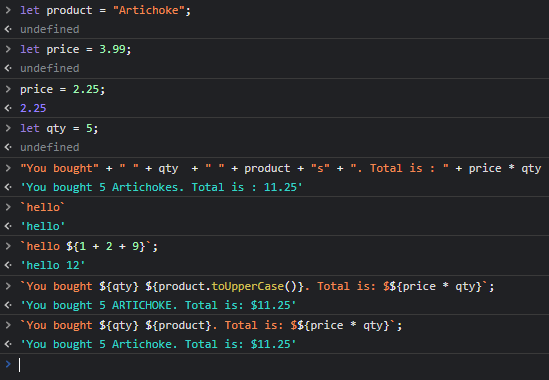 let product = "Artichoke";
undefined
let price = 3.99;
undefined
price = 2.25;
2.25
let qty = 5;
undefined
"You bought" + " " + qty  + " " + product + "s" + ". Total is : " + price * qty
'You bought 5 Artichokes. Total is : 11.25'
`hello`
'hello'
`hello ${1 + 2 + 9}`;
'hello 12'
`You bought ${qty} ${product.toUpperCase()}. Total is: $${price * qty}`;
'You bought 5 ARTICHOKE. Total is: $11.25'
`You bought ${qty} ${product}. Total is: $${price * qty}`;
'You bought 5 Artichoke. Total is: $11.25'